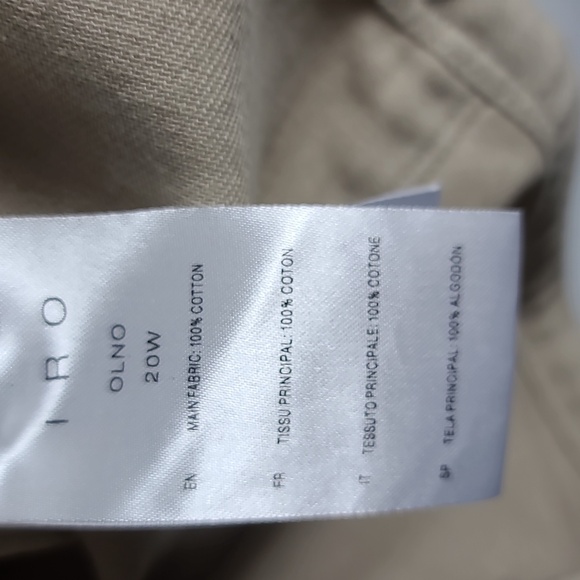 IRO
OLNO
20W
EN MAIN FABRIC: 100% COTTON
FR TISSU PRINCIPAL: 100% COTON
IT TESSUTO PRINCIPALE: 100% COTONE
SP TELA PRINCIPAL: 100% ALGODON